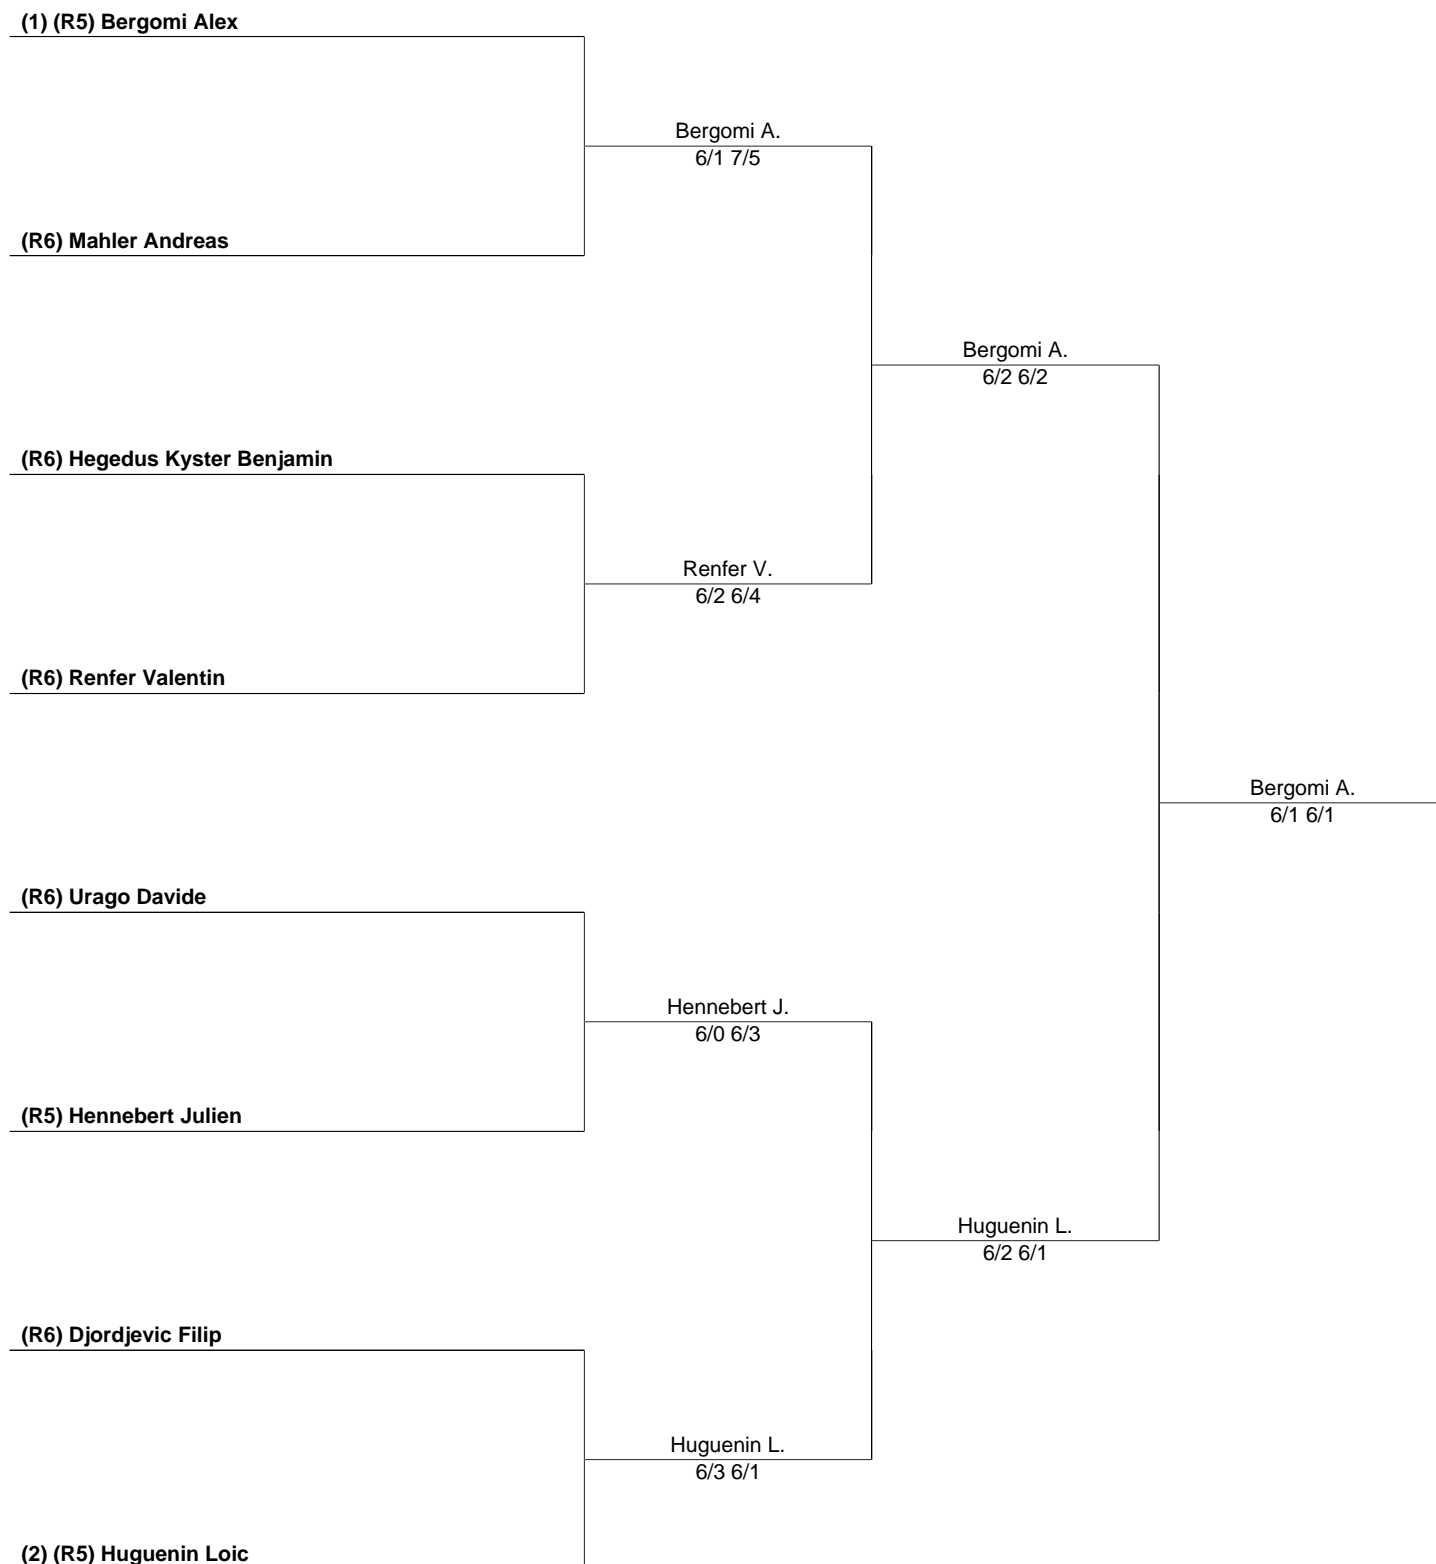 (1) (R5) Bergomi Alex
Bergomi A.
6/1 7/5
(R6) Mahler Andreas
Bergomi A.
6/2 6/2
(R6) Hegedus Kyster Benjamin
Renfer V.
6/2 6/4
(R6) Renfer Valentin
Bergomi A.
6/1 6/1
(R6) Urago Davide
Hennebert J.
6/0 6/3
(R5) Hennebert Julien
Huguenin L.
6/2 6/1
(R6) Djordjevic Filip
Huguenin L.
6/3 6/1
(2) (R5) Huguenin Loic